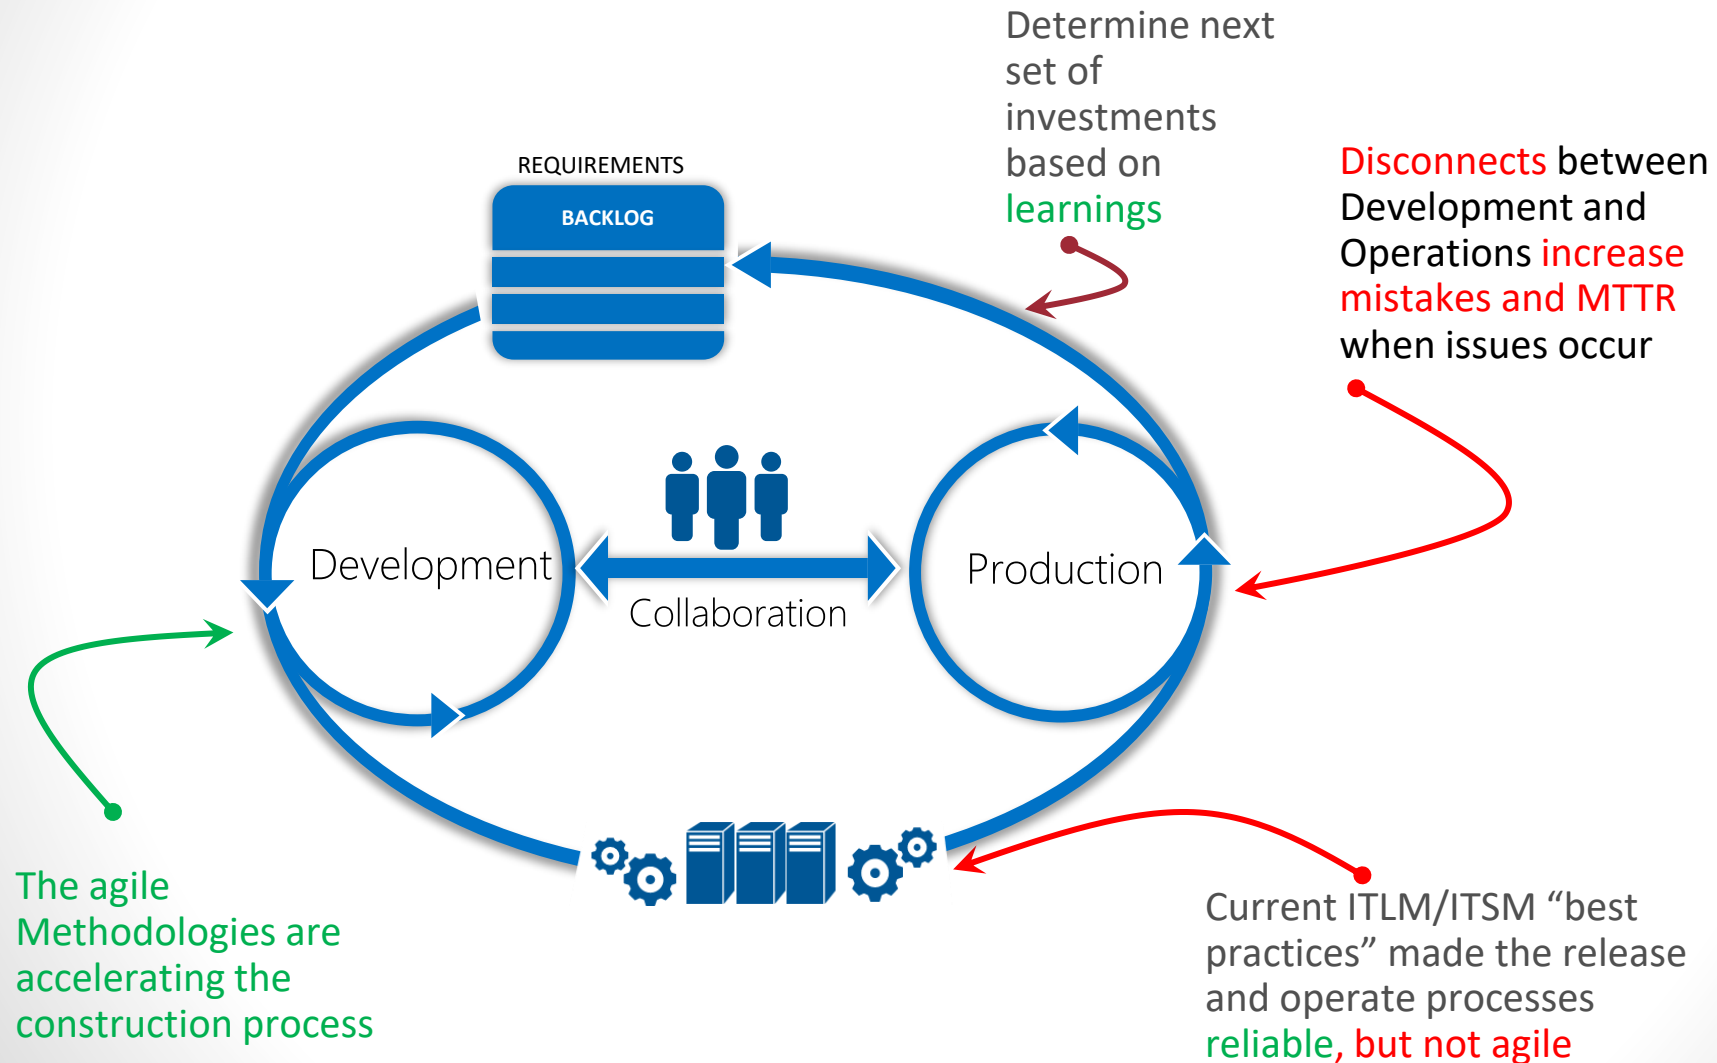 Determine next
set of
investments
based on
learnings
Disconnects between
Development and
Operations increase
mistakes and MTTR
when issues occur
REQUIREMENTS
BACKLOG
Development
Collaboration
Production
The agile
Methodologies are
accelerating the
construction process
Current ITLM/ITSM “best
practices” made the release
and operate processes
reliable, but not agile